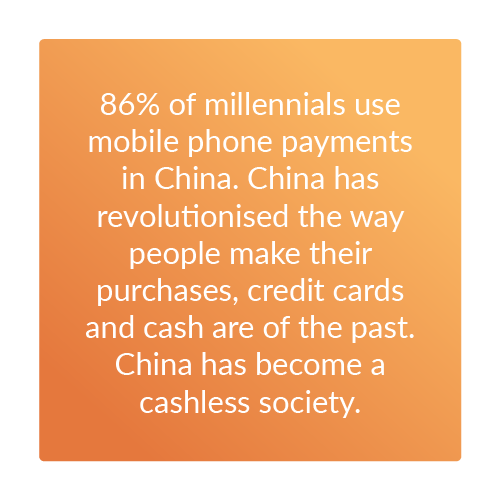 86% of millennials use
mobile phone payments
in China. China has
revolutionised the way
people make their
purchases, credit cards
and cash are of the past.
China has become a
cashless society.